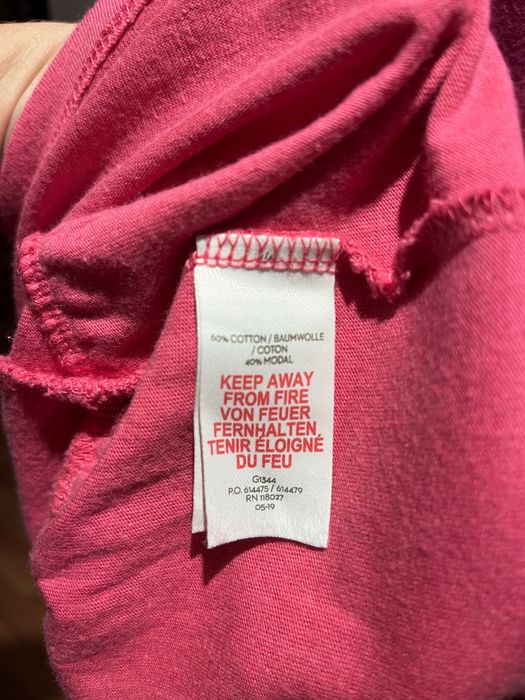 60% COTTON / BAUMWOLLE
/ COTON
40% MODAL
KEEP AWAY
FROM FIRE
VON FEUER
FERNHALTEN,
TENIR ÉLOIGNÉ
DU FEU
G1344
P.O. 614475 / 614479
RN 118027
05-19